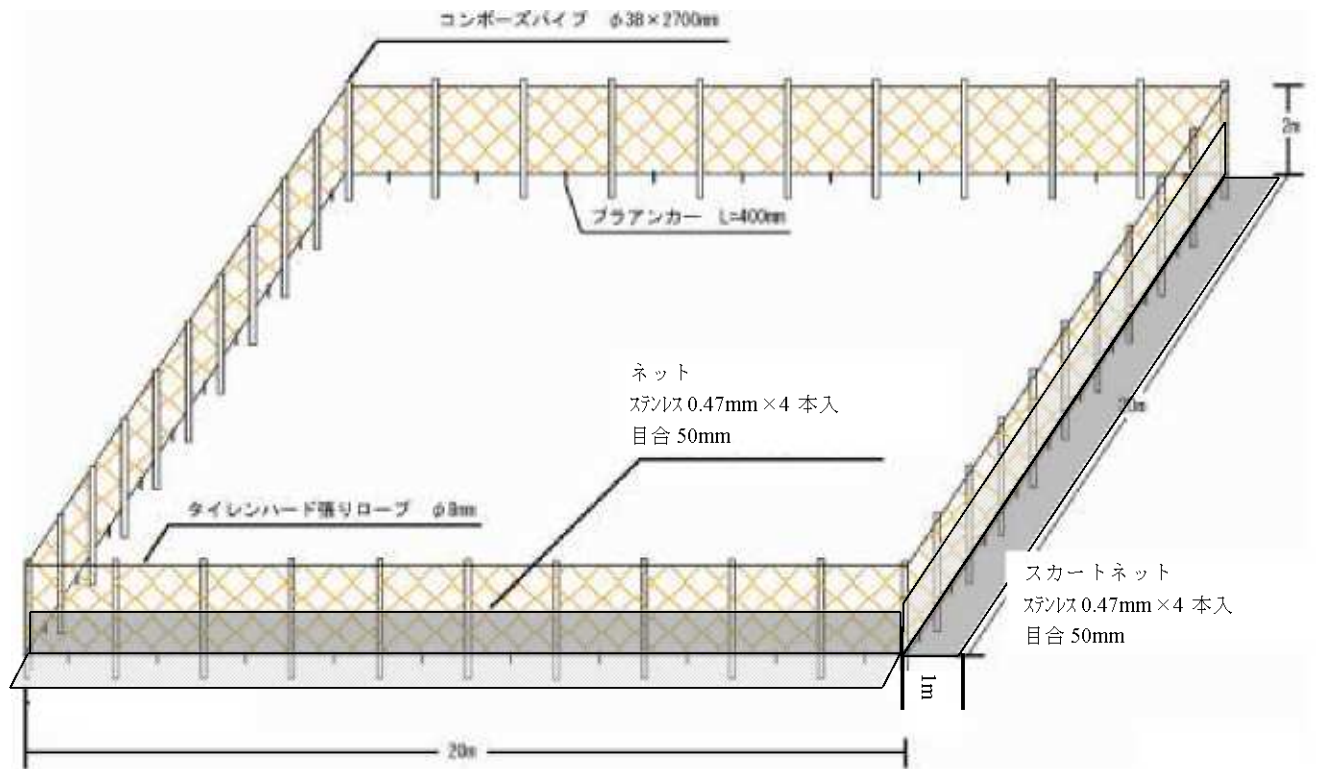 コンポーズパイプ φ38×2700mm
2m
プラアンカー L=400mm
ネット
ステンレス 0.47mm×4 本入
目合 50mm
20m
タイレンハード張りロープ φ8mm
スカートネット
ステンレス 0.47mm×4 本入
目合 50mm
1m
20m